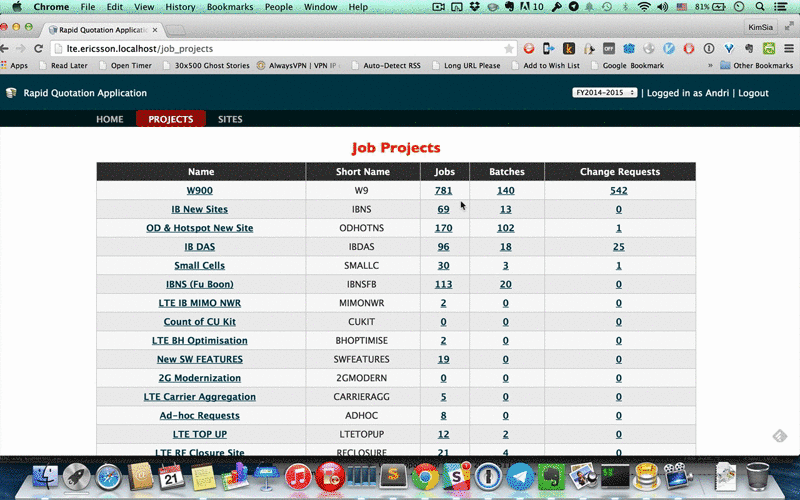 Chrome File Edit View History Bookmarks People Window Help
10
81%
Rapid Quotation Applicatio
KimSia
lte.ericsson.localhost/job_projects
Apps Read Later Open Timer 30x500 Ghost Stories AlwaysVPN | VPN IP Auto-Detect RSS Long URL Please Add to Wish List Google Bookmark » Other Bookmarks
Rapid Quotation Application
FY2014-2015 | Logged in as Andri | Logout
HOME PROJECTS SITES
Job Projects
Name Short Name Jobs Batches Change Requests
W900 W9 781 140 542
IB New Sites IBNS 69 13 0
OD & Hotspot New Site ODHOTNS 170 102 1
IB DAS IBDAS 96 18 25
Small Cells SMALLC 30 3 1
IBNS (Fu Boon) IBNSFB 113 20 0
LTE IB MIMO NWR MIMONWR 2 0 0
Count of CU Kit CUKIT 0 0 0
LTE BH Optimisation BHOPTIMISE 2 0 0
New SW FEATURES SWFEATURES 19 0 0
2G Modernization 2GMODERN 0 0 0
LTE Carrier Aggregation CARRIERAGG 5 0 0
Ad-hoc Requests ADHOC 8 0 0
LTE TOP UP LTETOPUP 12 2 0
LTE RF Closure Site RFCLOSURE 21 4 0
21